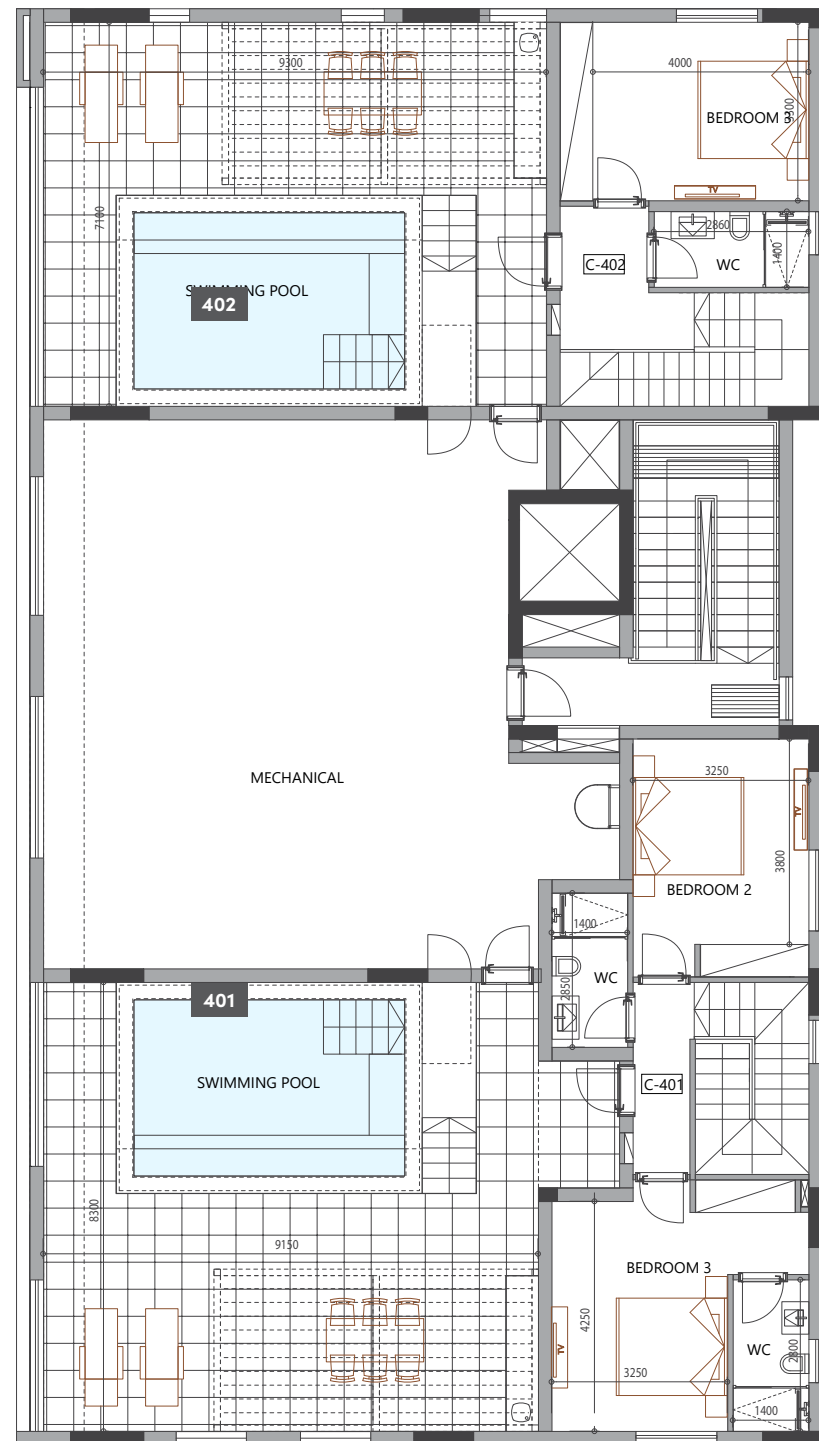 9300
4000
BEDROOM 3
3300
TV
7100
2860
1400
C-402
WC
SWIMMING POOL
402
MECHANICAL
3250
TV
3800
BEDROOM 2
1400
WC
2850
401
SWIMMING POOL
C-401
8300
9150
BEDROOM 3
4250
TV
3250
WC
2800
1400